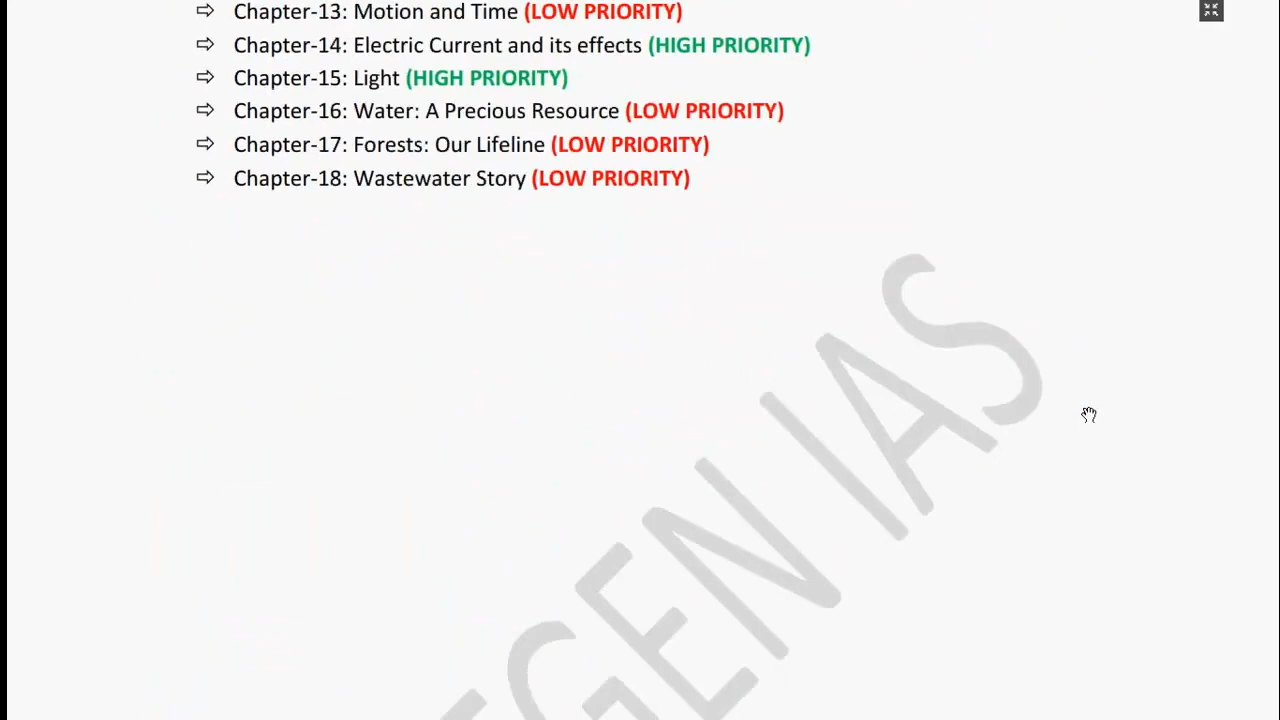 ⇨ Chapter-13: Motion and Time (LOW PRIORITY)
⇨ Chapter-14: Electric Current and its effects (HIGH PRIORITY)
⇨ Chapter-15: Light (HIGH PRIORITY)
⇨ Chapter-16: Water: A Precious Resource (LOW PRIORITY)
⇨ Chapter-17: Forests: Our Lifeline (LOW PRIORITY)
⇨ Chapter-18: Wastewater Story (LOW PRIORITY)
GEN IAS